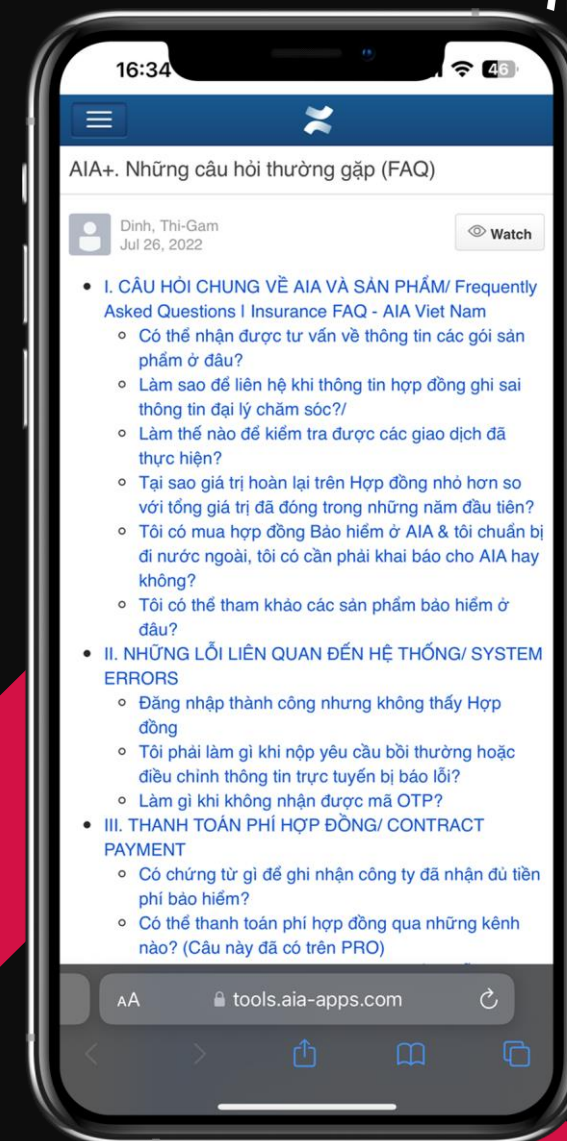 16:34
46
AIA+. Những câu hỏi thường gặp (FAQ)
Dinh, Thi-Gam
Jul 26, 2022
Watch
I. CÂU HỎI CHUNG VỀ AIA VÀ SẢN PHẨM/ Frequently
Asked Questions | Insurance FAQ - AIA Viet Nam
Có thể nhận được tư vấn về thông tin các gói sản
phẩm ở đâu?
Làm sao để liên hệ khi thông tin hợp đồng ghi sai
thông tin đại lý chăm sóc?/
Làm thế nào để kiểm tra được các giao dịch đã
thực hiện?
Tại sao giá trị hoàn lại trên Hợp đồng nhỏ hơn so
với tổng giá trị đã đóng trong những năm đầu tiên?
Tôi có mua hợp đồng Bảo hiểm ở AIA & tôi chuẩn bị
đi nước ngoài, tôi có cần phải khai báo cho AIA hay
không?
Tôi có thể tham khảo các sản phẩm bảo hiểm ở
đâu?
II. NHỮNG LỖI LIÊN QUAN ĐẾN HỆ THỐNG/ SYSTEM
ERRORS
Đăng nhập thành công nhưng không thấy Hợp
đồng
Tôi phải làm gì khi nộp yêu cầu bồi thường hoặc
điều chỉnh thông tin trực tuyến bị báo lỗi?
Làm gì khi không nhận được mã OTP?
III. THANH TOÁN PHÍ HỢP ĐỒNG/ CONTRACT
PAYMENT
Có chứng từ gì để ghi nhận công ty đã nhận đủ tiền
phí bảo hiểm?
Có thể thanh toán phí hợp đồng qua những kênh
nào? (Câu này đã có trên PRO)
AA
tools.aia-apps.com